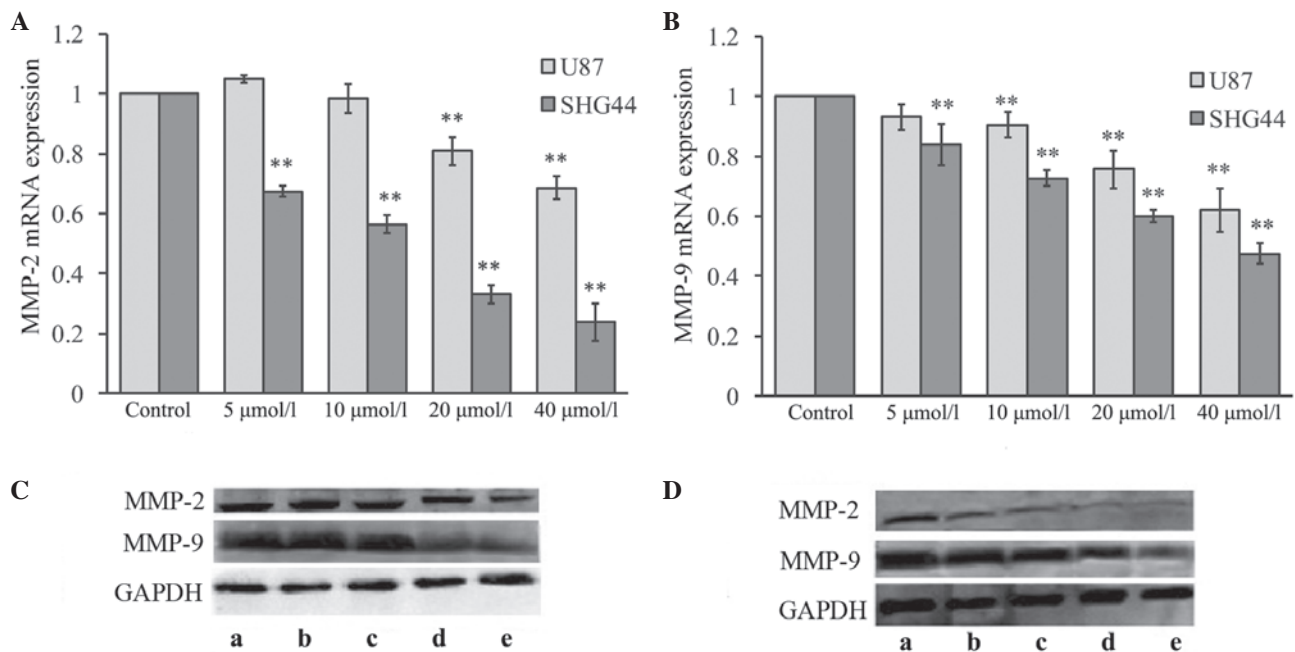 A
MMP-2 mRNA expression
1.2
1
0.8
0.6
0.4
0.2
0
U87
SHG44
**
**
**
**
**
**
Control
5 μmol/l
10 μmol/l
20 μmol/l
40 μmol/l
B
MMP-9 mRNA expression
1.2
1
0.8
0.6
0.4
0.2
0
U87
SHG44
**
**
**
**
**
**
**
Control
5 μmol/l
10 μmol/l
20 μmol/l
40 μmol/l
C
MMP-2
MMP-9
GAPDH
a b c d e
D
MMP-2
MMP-9
GAPDH
a b c d e